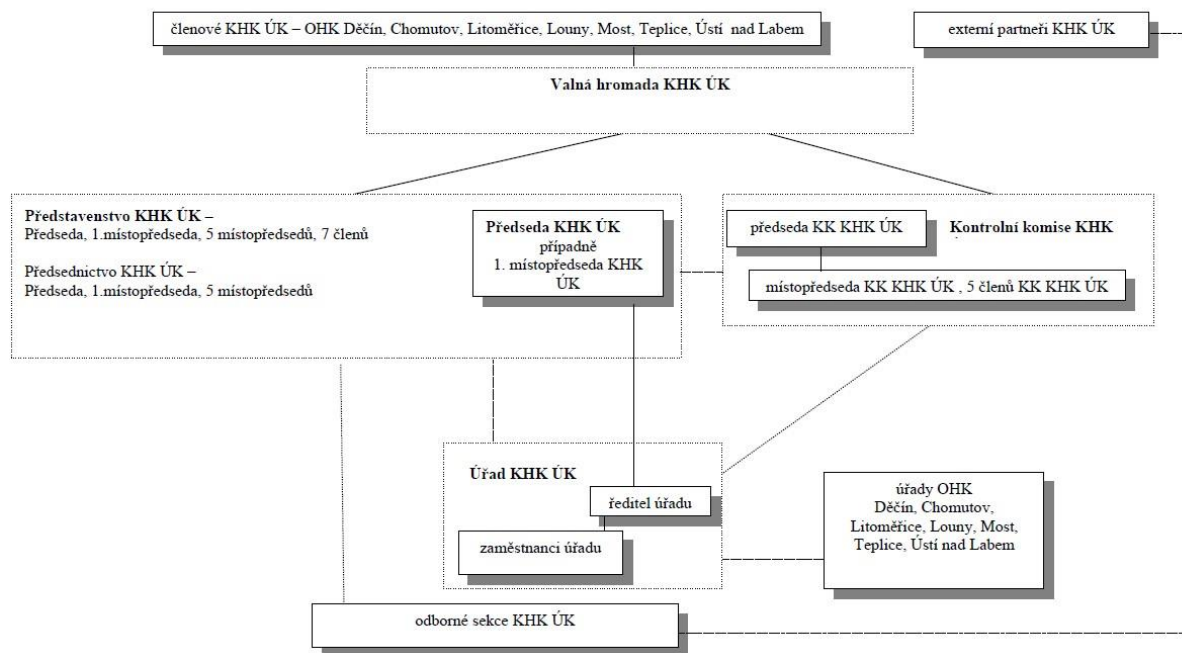 členové KHK ÚK – OHK Děčín, Chomutov, Litoměřice, Louny, Most, Teplice, Ústí nad Labem
externí partneři KHK ÚK
Valná hromada KHK ÚK
Představenstvo KHK ÚK –
Předseda, 1.místopředseda, 5 místopředsedů, 7 členů
Předsednictvo KHK ÚK –
Předseda, 1.místopředseda, 5 místopředsedů
Předseda KHK ÚK
případně
1. místopředseda KHK
ÚK
předseda KK KHK ÚK
Kontrolní komise KHK
místopředseda KK KHK ÚK , 5 členů KK KHK ÚK
Úřad KHK ÚK
ředitel úřadu
zaměstnanci úřadu
úřady OHK
Děčín, Chomutov,
Litoměřice, Louny, Most,
Teplice, Ústí nad Labem
odborné sekce KHK ÚK